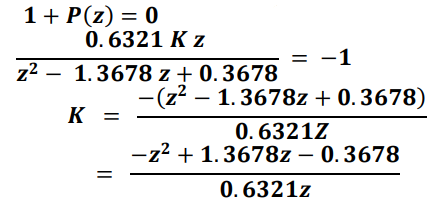 1 + P(z) = 0
0.6321 K z
z² − 1.3678 z + 0.3678 = −1
K = −(z² − 1.3678z + 0.3678)
0.6321Z
= −z² + 1.3678z − 0.3678
0.6321z